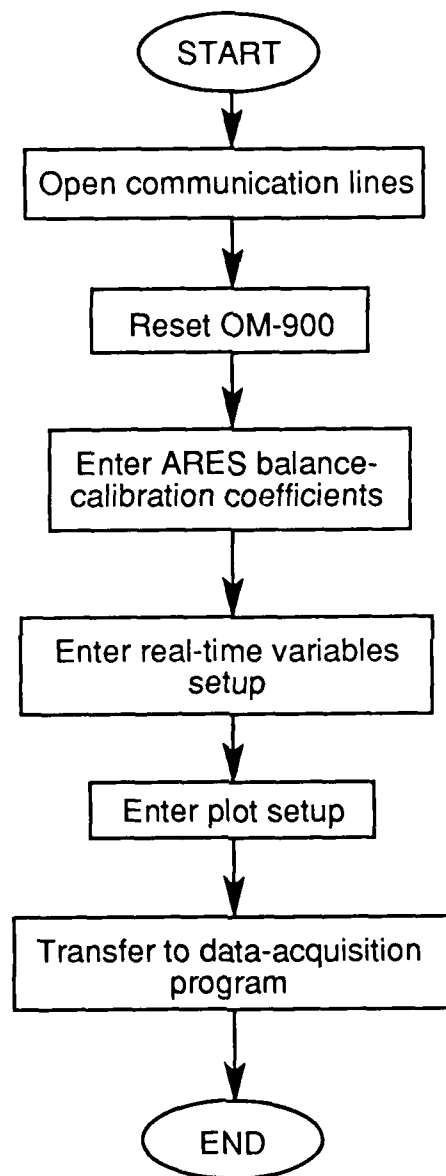 START
Open communication lines
Reset OM-900
Enter ARES balance-
calibration coefficients
Enter real-time variables
setup
Enter plot setup
Transfer to data-acquisition
program
END